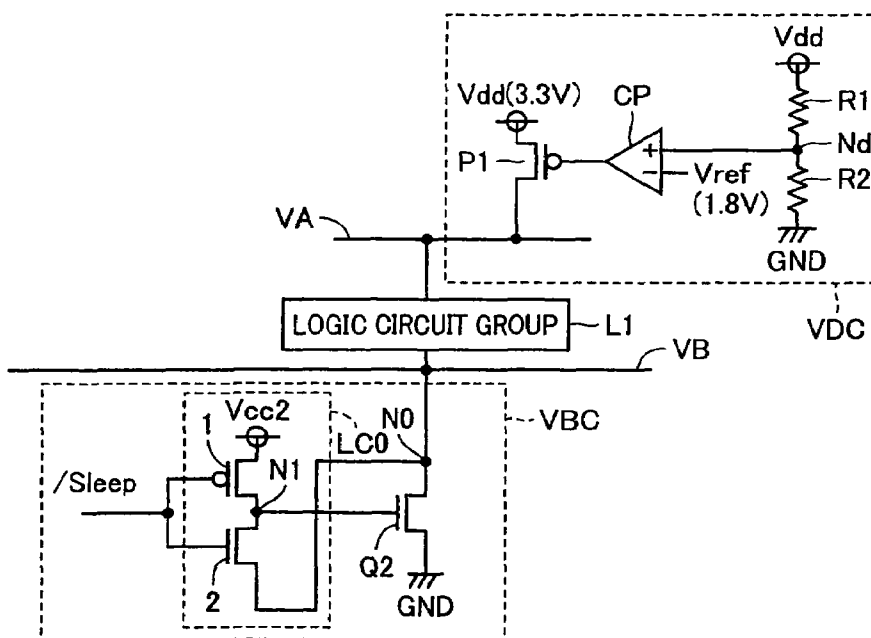 Vdd
Vdd(3.3V)
CP
R1
P1
+
Nd
−
Vref
(1.8V)
R2
VA
GND
VDC
LOGIC CIRCUIT GROUP
L1
VB
VBC
Vcc2
1
LC0
N0
/Sleep
N1
2
Q2
GND